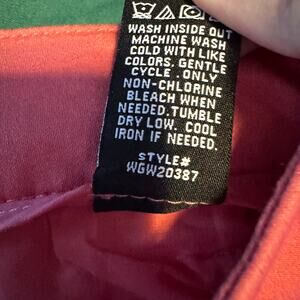 WASH INSIDE OUT
MACHINE WASH
COLD WITH LIKE
COLORS. GENTLE
CYCLE . ONLY
NON-CHLORINE
BLEACH WHEN
NEEDED.TUMBLE
DRY LOW. COOL
IRON IF NEEDED.
STYLE#
WGW20387